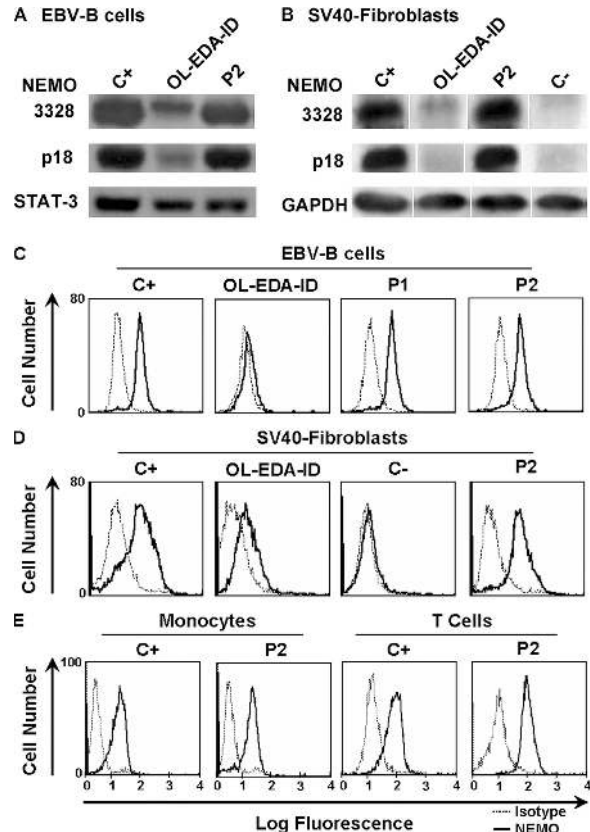 A EBV-B cells
B SV40-Fibroblasts
NEMO C+ OL-EDA-ID P2
NEMO C+ OL-EDA-ID P2 C-
3328
3328
p18
p18
STAT-3
GAPDH
C EBV-B cells
C+ OL-EDA-ID P1 P2
80
Cell Number
0
D SV40-Fibroblasts
C+ OL-EDA-ID C- P2
80
Cell Number
0
E Monocytes T Cells
C+ P2 C+ P2
100
Cell Number
0
0 1 2 3 4 0 1 2 3 4 0 1 2 3 4 0 1 2 3 4
Log Fluorescence
Isotype
NEMO